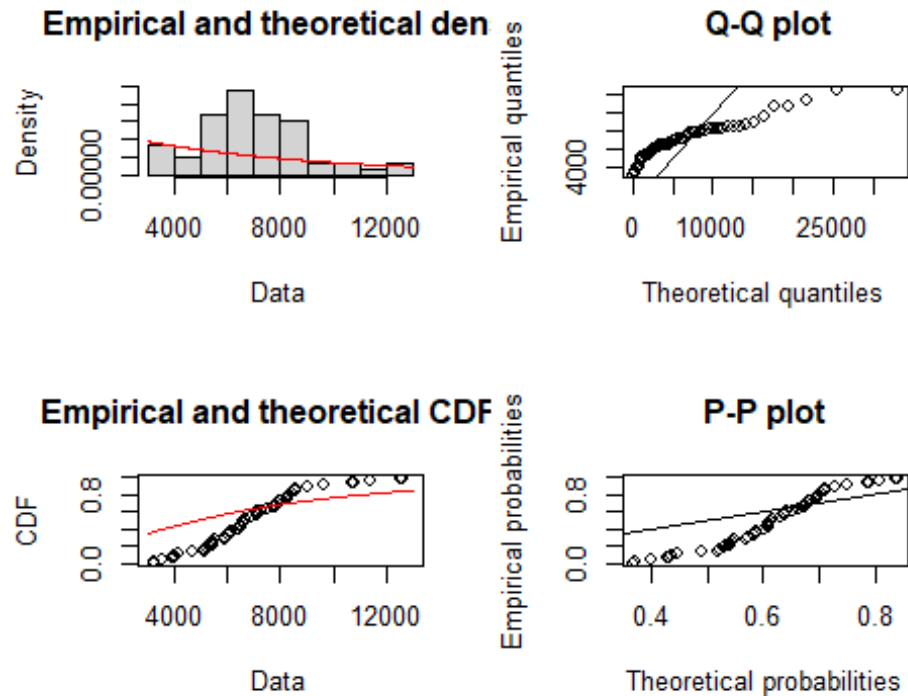 Empirical and theoretical den
Density
0.00000
4000 8000 12000
Data
Q-Q plot
Empirical quantiles
4000
0 10000 25000
Theoretical quantiles
Empirical and theoretical CDF
CDF
0.0 0.8
4000 8000 12000
Data
P-P plot
Empirical probabilities
0.0 0.8
0.4 0.6 0.8
Theoretical probabilities